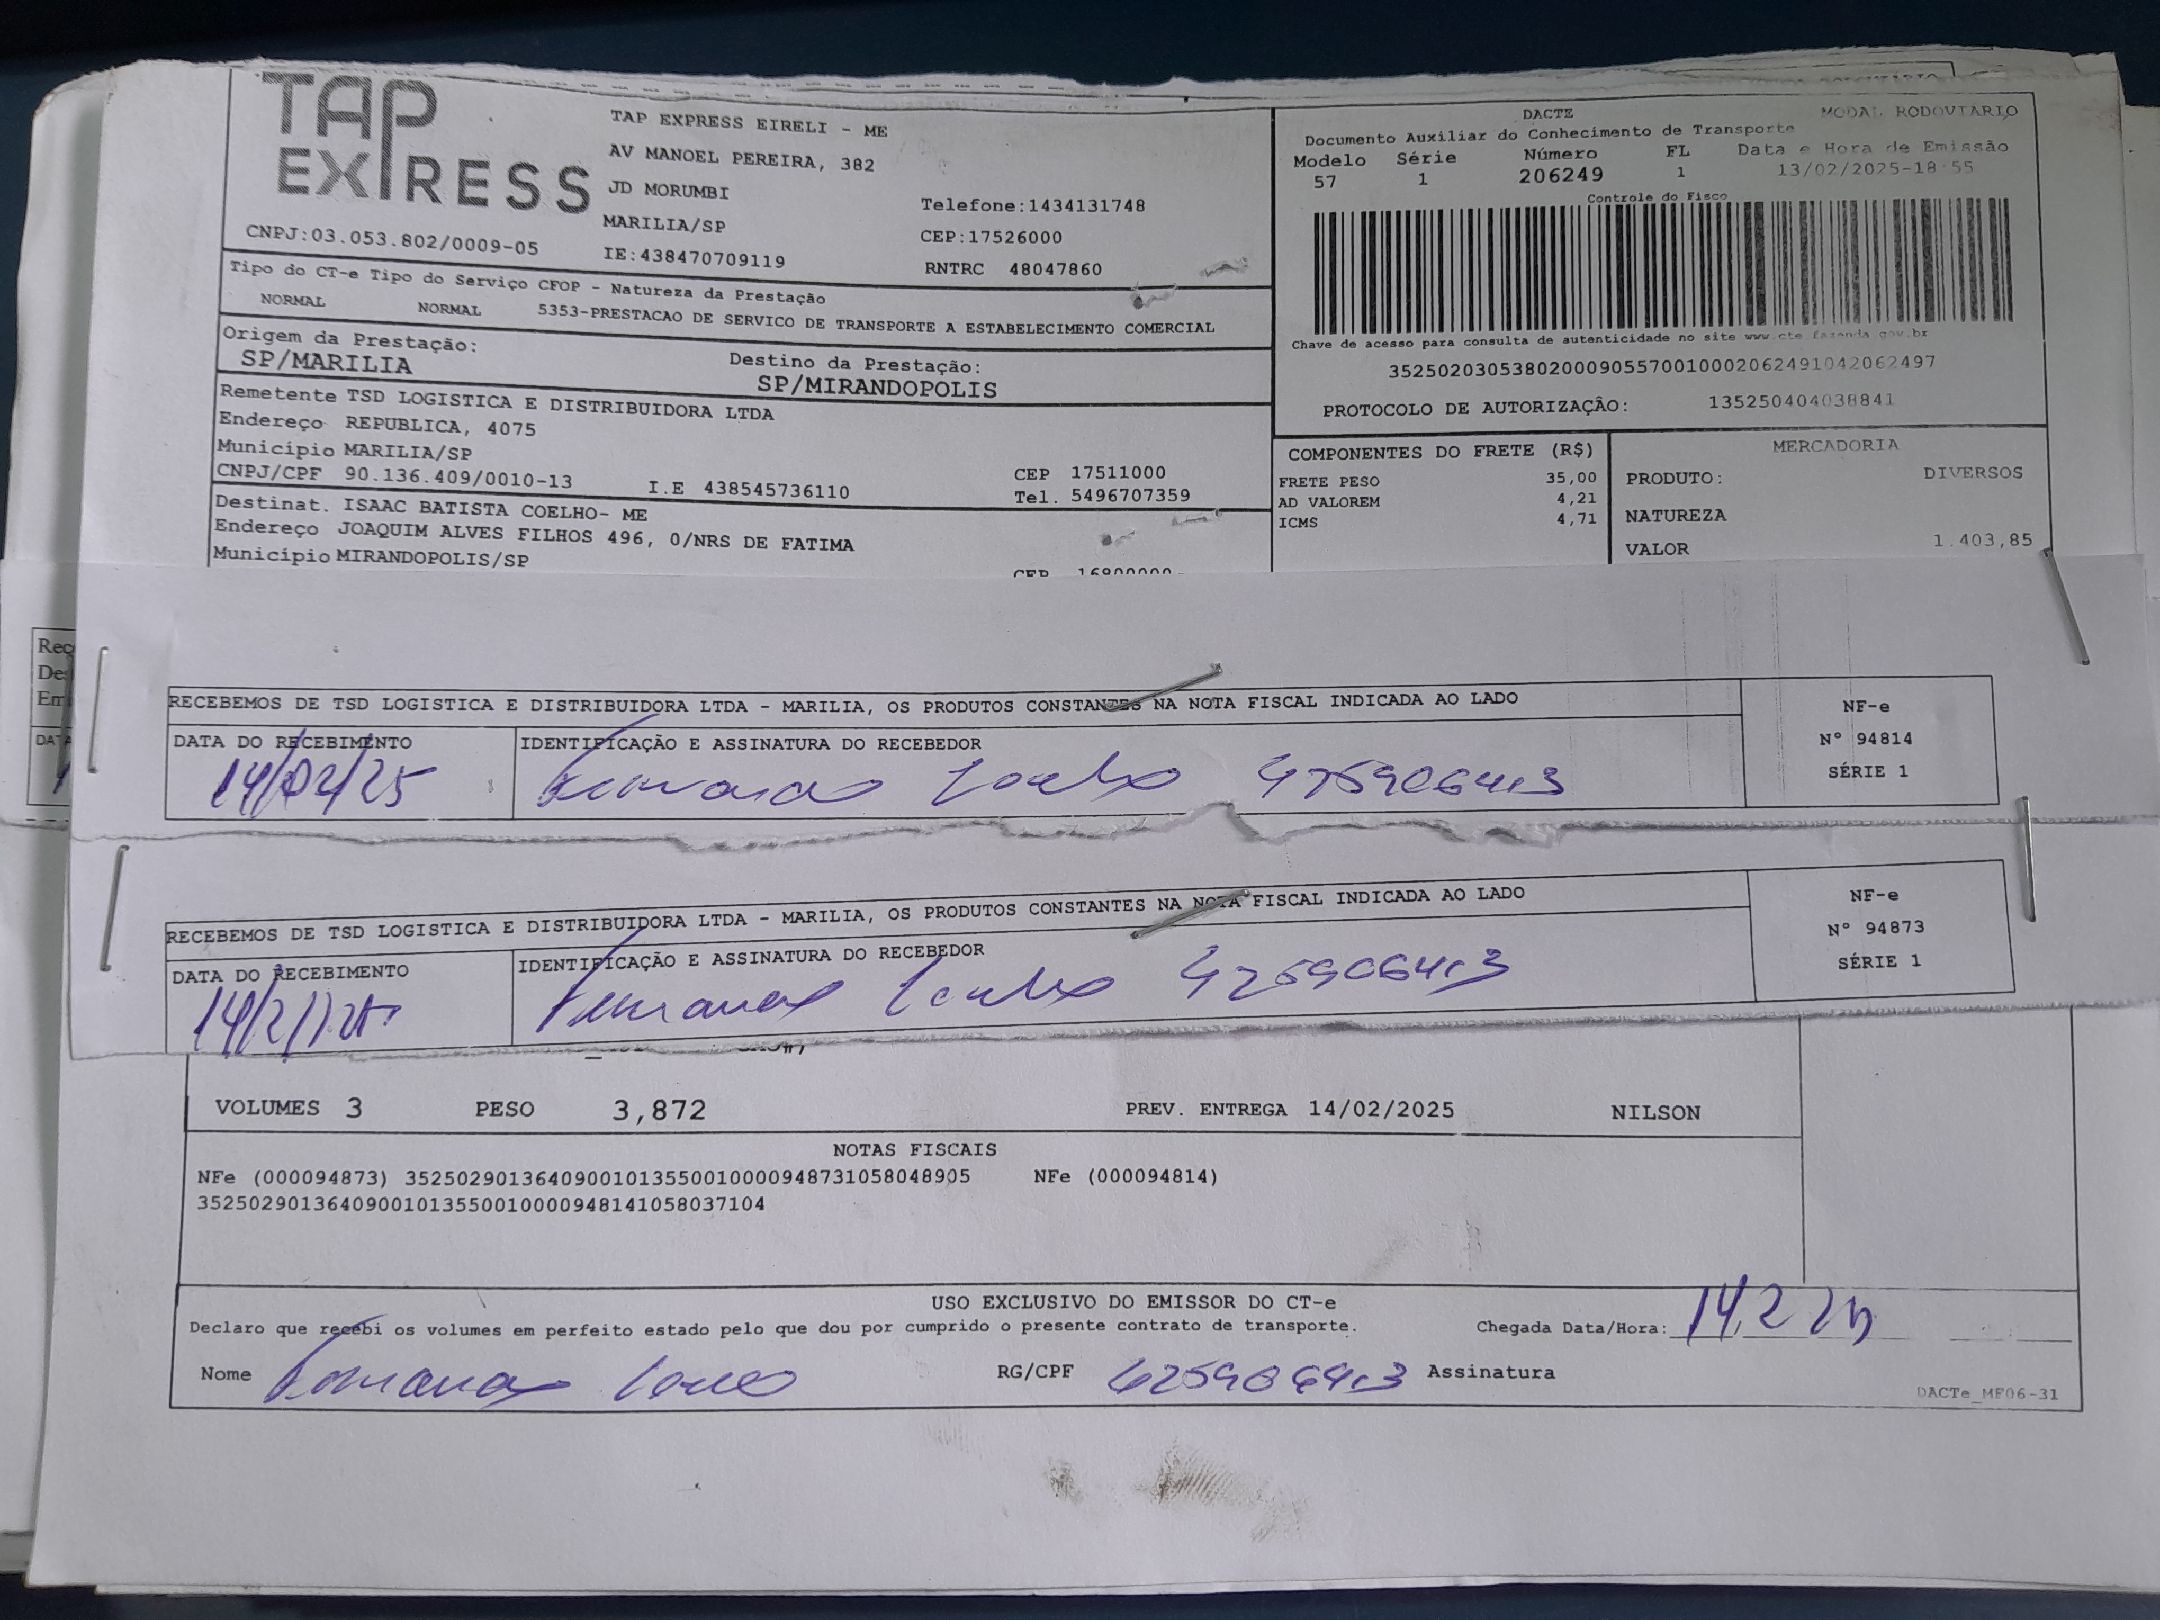 TAP EXPRESS
TAP EXPRESS EIRELI - ME
AV MANOEL PEREIRA, 382
JD MORUMBI
MARILIA/SP
IE:438470709119
Telefone:1434131748
CEP:17526000
RNTRC 48047860
CNPJ:03.053.802/0009-05
DACTE MODAL RODOVIARIO
Documento Auxiliar do Conhecimento de Transporte
Modelo Série Número FL Data e Hora de Emissão
57 1 206249 1 13/02/2025-18:55
Controle do Fisco
Chave de acesso para consulta de autenticidade no site www.cte.fazenda.gov.br
35250203053802000905570010002062491042062497
PROTOCOLO DE AUTORIZAÇÃO: 135250404038841
Tipo do CT-e Tipo do Serviço CFOP - Natureza da Prestação
NORMAL NORMAL 5353-PRESTACAO DE SERVICO DE TRANSPORTE A ESTABELECIMENTO COMERCIAL
Origem da Prestação: Destino da Prestação:
SP/MARILIA SP/MIRANDOPOLIS
Remetente TSD LOGISTICA E DISTRIBUIDORA LTDA
Endereço REPUBLICA, 4075
Município MARILIA/SP CEP 17511000
CNPJ/CPF 90.136.409/0010-13 I.E 438545736110 Tel. 5496707359
Destinat. ISAAC BATISTA COELHO- ME
Endereço JOAQUIM ALVES FILHOS 496, 0/NRS DE FATIMA
Município MIRANDOPOLIS/SP CEP 16800000-
COMPONENTES DO FRETE (R$)
FRETE PESO 35,00
AD VALOREM 4,21
ICMS 4,71
MERCADORIA
PRODUTO: DIVERSOS
NATUREZA
VALOR 1.403,85
RECEBEMOS DE TSD LOGISTICA E DISTRIBUIDORA LTDA - MARILIA, OS PRODUTOS CONSTANTES NA NOTA FISCAL INDICADA AO LADO
DATA DO RECEBIMENTO IDENTIFICAÇÃO E ASSINATURA DO RECEBEDOR
14/02/25
NF-e
Nº 94814
SÉRIE 1
RECEBEMOS DE TSD LOGISTICA E DISTRIBUIDORA LTDA - MARILIA, OS PRODUTOS CONSTANTES NA NOTA FISCAL INDICADA AO LADO
DATA DO RECEBIMENTO IDENTIFICAÇÃO E ASSINATURA DO RECEBEDOR
14/2/25
NF-e
Nº 94873
SÉRIE 1
VOLUMES 3 PESO 3,872 PREV. ENTREGA 14/02/2025 NILSON
NOTAS FISCAIS
NFe (000094873) 35250290136409001013550010000948731058048905 NFe (000094814)
35250290136409001013550010000948141058037104
USO EXCLUSIVO DO EMISSOR DO CT-e
Declaro que recebi os volumes em perfeito estado pelo que dou por cumprido o presente contrato de transporte. Chegada Data/Hora: 14 2 25
Nome RG/CPF Assinatura
DACTe_MF06-31